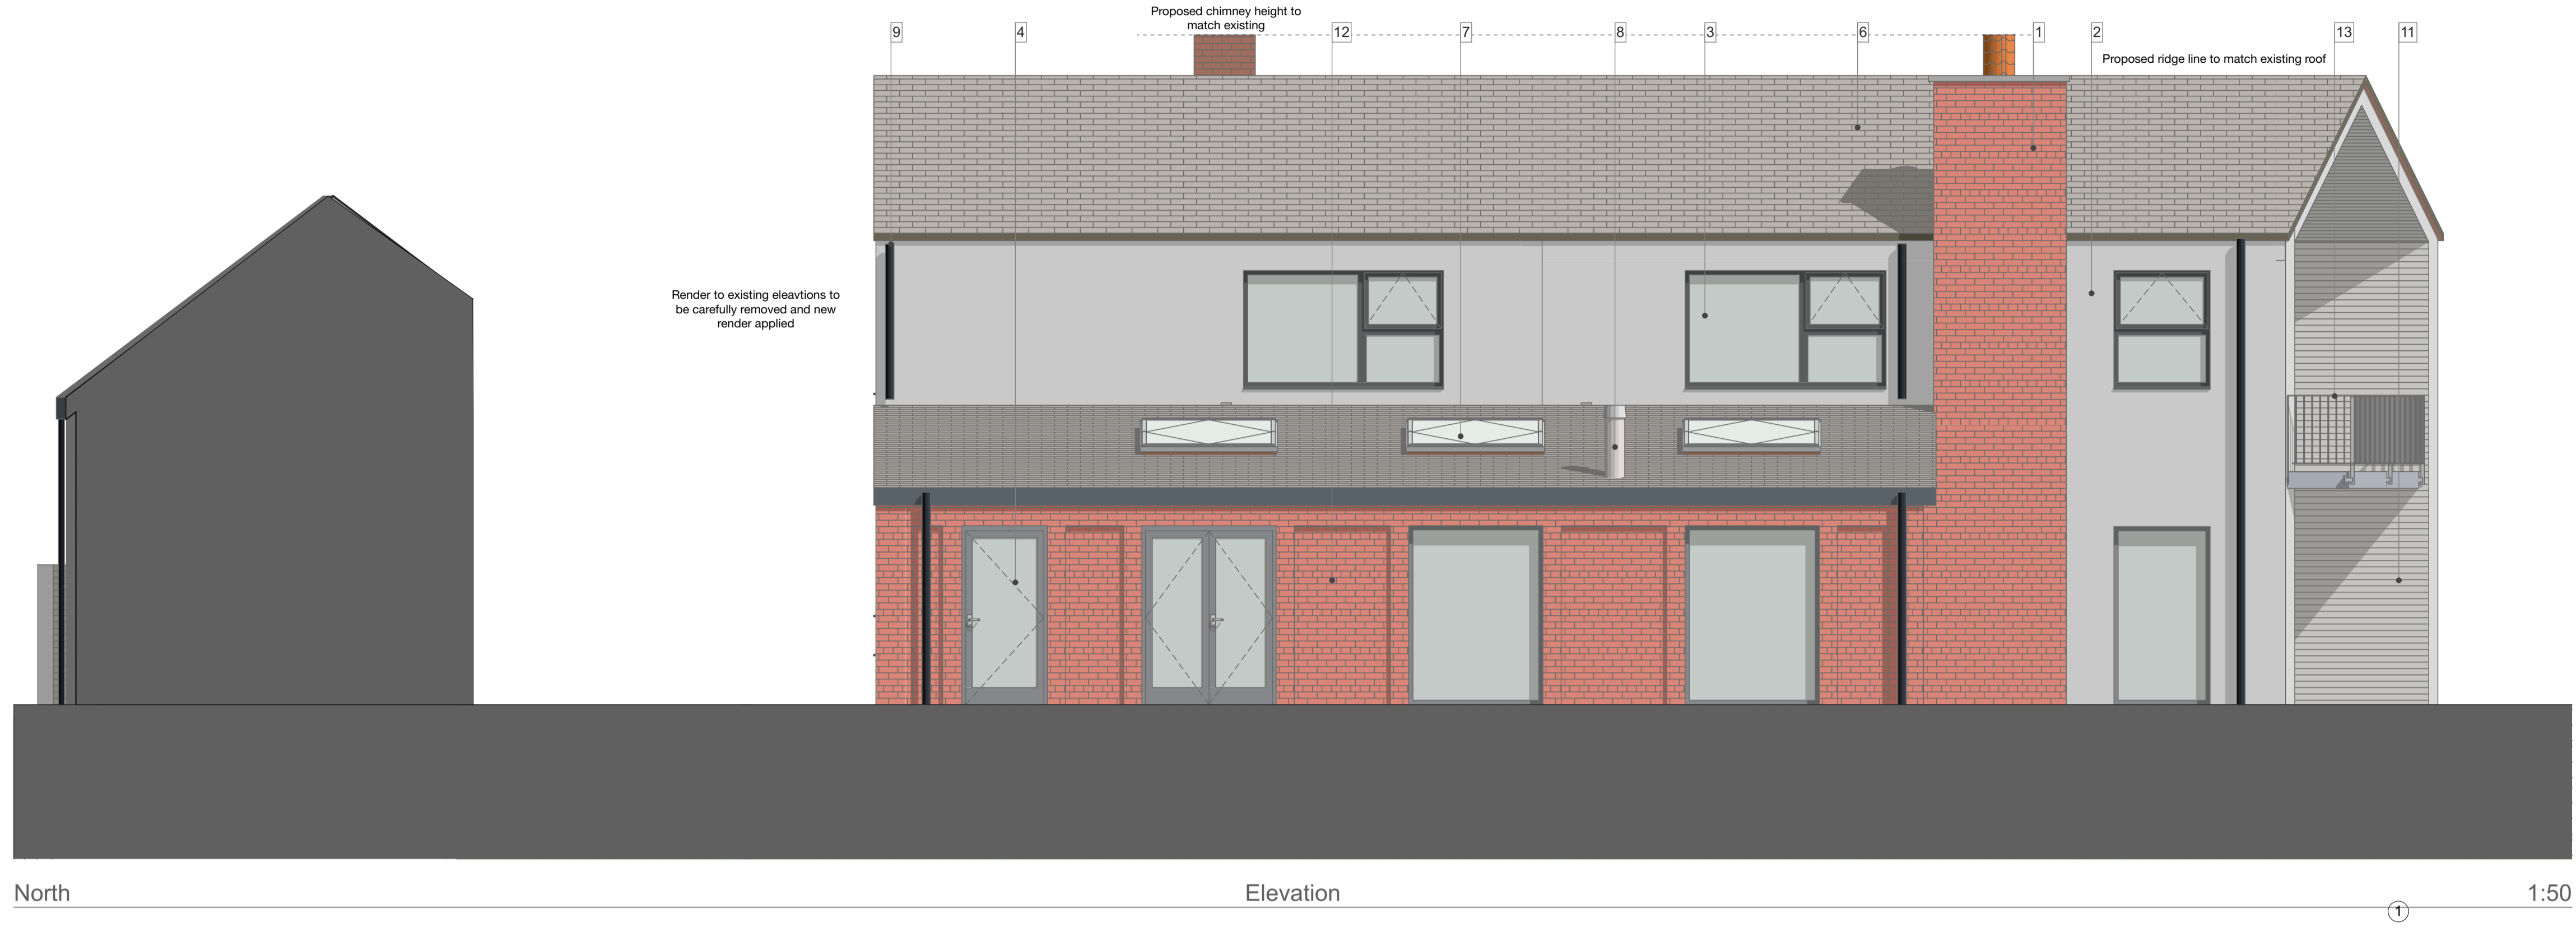 Proposed chimney height to
match existing
9
4
12
7
8
3
6
1
2
13
11
Proposed ridge line to match existing roof
Render to existing eleavtions to
be carefully removed and new
render applied
North
Elevation
1:50
1